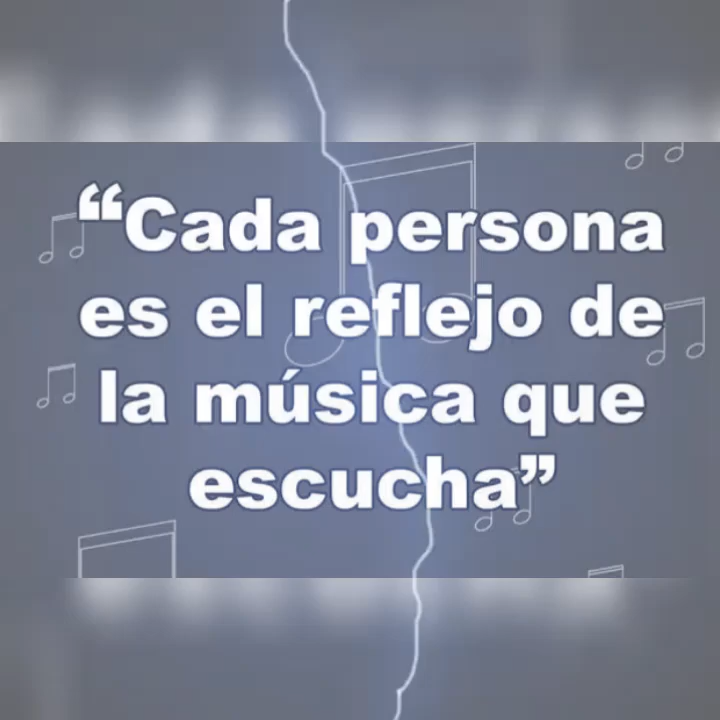 “Cada persona
es el reflejo de
la música que
escucha”